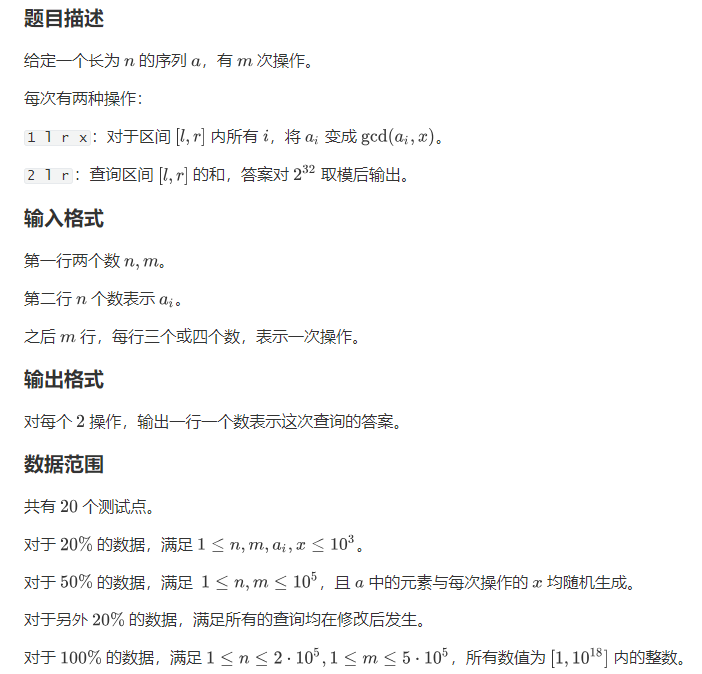 题目描述
给定一个长为 n 的序列 a，有 m 次操作。
每次有两种操作：
1 l r x：对于区间 [l, r] 内所有 i，将 a_i 变成 gcd(a_i, x)。
2 l r：查询区间 [l, r] 的和，答案对 2^32 取模后输出。
输入格式
第一行两个数 n, m。
第二行 n 个数表示 a_i。
之后 m 行，每行三个或四个数，表示一次操作。
输出格式
对每个 2 操作，输出一行一个数表示这次查询的答案。
数据范围
共有 20 个测试点。
对于 20% 的数据，满足 1 ≤ n, m, a_i, x ≤ 10^3。
对于 50% 的数据，满足 1 ≤ n, m ≤ 10^5，且 a 中的元素与每次操作的 x 均随机生成。
对于另外 20% 的数据，满足所有的查询均在修改后发生。
对于 100% 的数据，满足 1 ≤ n ≤ 2 · 10^5, 1 ≤ m ≤ 5 · 10^5，所有数值为 [1, 10^18] 内的整数。